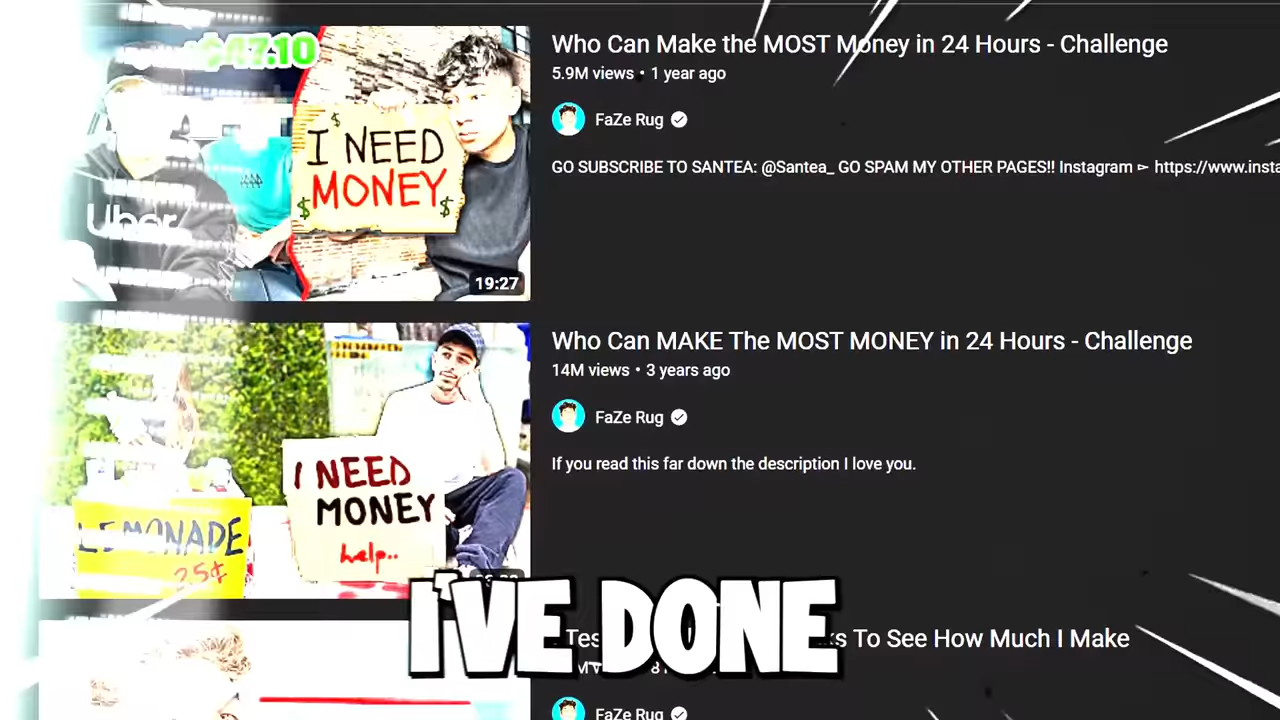 $47.10
I NEED
MONEY
$
$
$
Uber
19:27
Who Can Make the MOST Money in 24 Hours - Challenge
5.9M views • 1 year ago
FaZe Rug
GO SUBSCRIBE TO SANTEA: @Santea_ GO SPAM MY OTHER PAGES!! Instagram ► https://www.insta
I NEED
MONEY
help..
LEMONADE
25¢
Who Can MAKE The MOST MONEY in 24 Hours - Challenge
14M views • 3 years ago
FaZe Rug
If you read this far down the description I love you.
I'VE DONE
To See How Much I Make
FaZe Rug